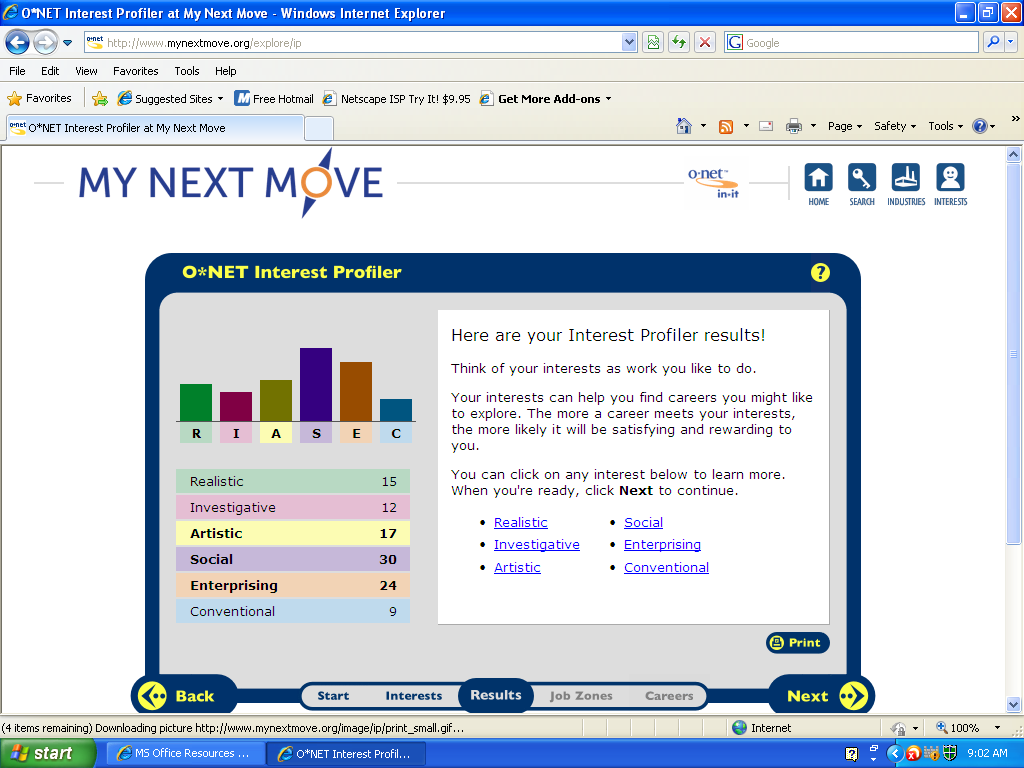 O*NET Interest Profiler at My Next Move - Windows Internet Explorer
o·net http://www.mynextmove.org/explore/ip
Google
File Edit View Favorites Tools Help
Favorites Suggested Sites Free Hotmail Netscape ISP Try It! $9.95 Get More Add-ons
O*NET Interest Profiler at My Next Move
Page Safety Tools
MY NEXT MOVE
o·net™
in-it
HOME SEARCH INDUSTRIES INTERESTS
O*NET Interest Profiler
?
R I A S E C
Realistic 15
Investigative 12
Artistic 17
Social 30
Enterprising 24
Conventional 9
Here are your Interest Profiler results!
Think of your interests as work you like to do.
Your interests can help you find careers you might like
to explore. The more a career meets your interests,
the more likely it will be satisfying and rewarding to
you.
You can click on any interest below to learn more.
When you're ready, click Next to continue.
• Realistic
• Investigative
• Artistic
• Social
• Enterprising
• Conventional
Print
Back
Start Interests Results Job Zones Careers
Next
(4 items remaining) Downloading picture http://www.mynextmove.org/image/ip/print_small.gif...
Internet
100%
start
MS Office Resources ...
O*NET Interest Profil...
9:02 AM